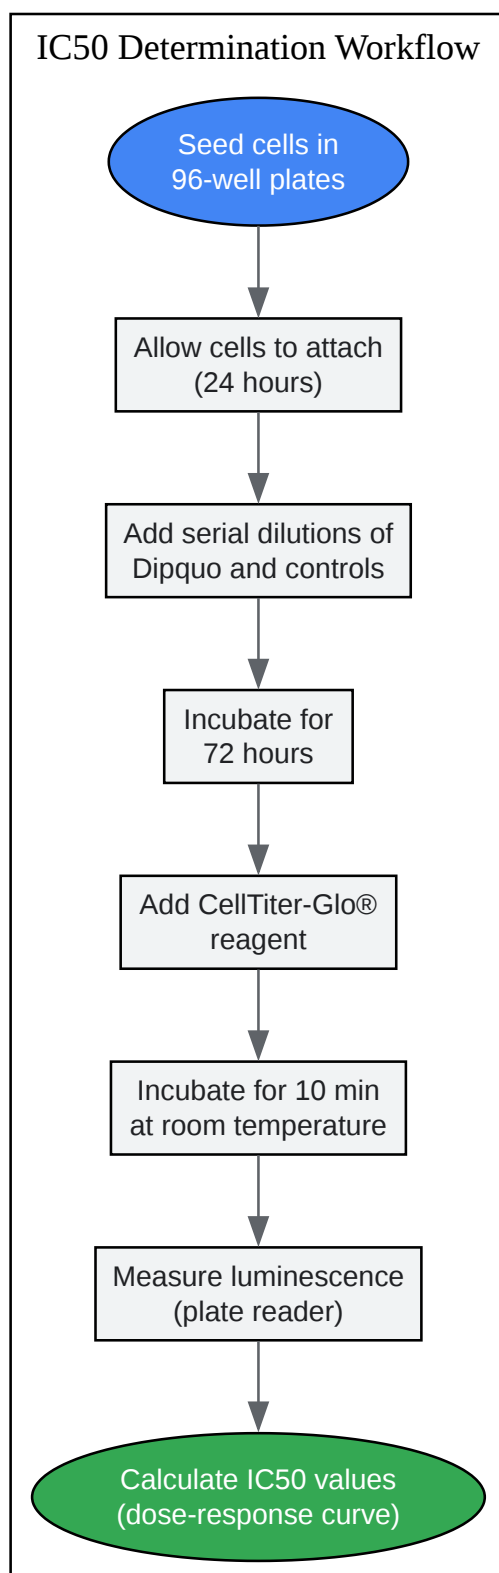 IC50 Determination Workflow
Seed cells in
96-well plates
Allow cells to attach
(24 hours)
Add serial dilutions of
Dipquo and controls
Incubate for
72 hours
Add CellTiter-Glo®
reagent
Incubate for 10 min
at room temperature
Measure luminescence
(plate reader)
Calculate IC50 values
(dose-response curve)